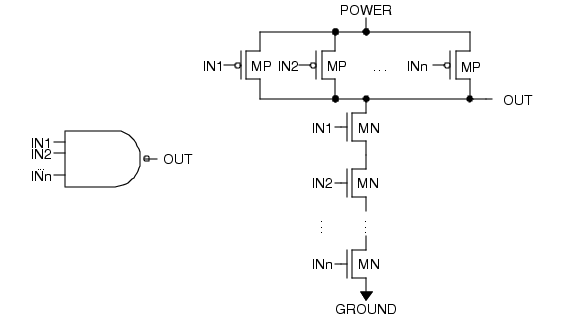 POWER
IN1 MP IN2 MP ... INn MP
OUT
IN1 MN
IN1
IN2 OUT
...
INn
IN2 MN
... ...
INn MN
GROUND